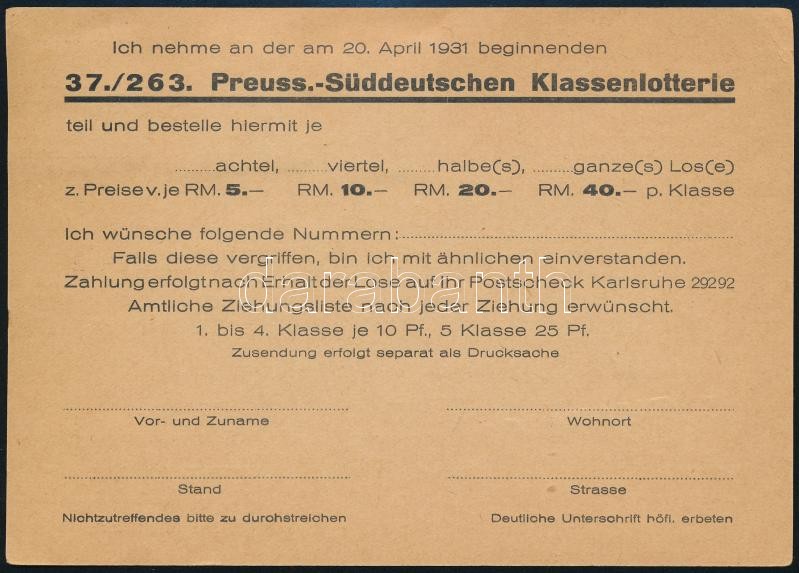 Ich nehme an der am 20. April 1931 beginnenden
37./263. Preuss.-Süddeutschen Klassenlotterie
teil und bestelle hiermit je
..........achtel, ..........viertel, ..........halbe(s), ..........ganze(s) Los(e)
z. Preise v. je RM. 5.— RM. 10.— RM. 20.— RM. 40.— p. Klasse
Ich wünsche folgende Nummern:
Falls diese vergriffen, bin ich mit ähnlichen einverstanden.
Zahlung erfolgt nach Erhalt der Lose auf ihr Postscheck Karlsruhe 29292
darabanth
Amtliche Ziehungsliste nach jeder Ziehung erwünscht.
1. bis 4. Klasse je 10 Pf., 5 Klasse 25 Pf.
Zusendung erfolgt separat als Drucksache
Vor- und Zuname Wohnort
Stand Strasse
Nichtzutreffendes bitte zu durchstreichen Deutliche Unterschrift höfl. erbeten